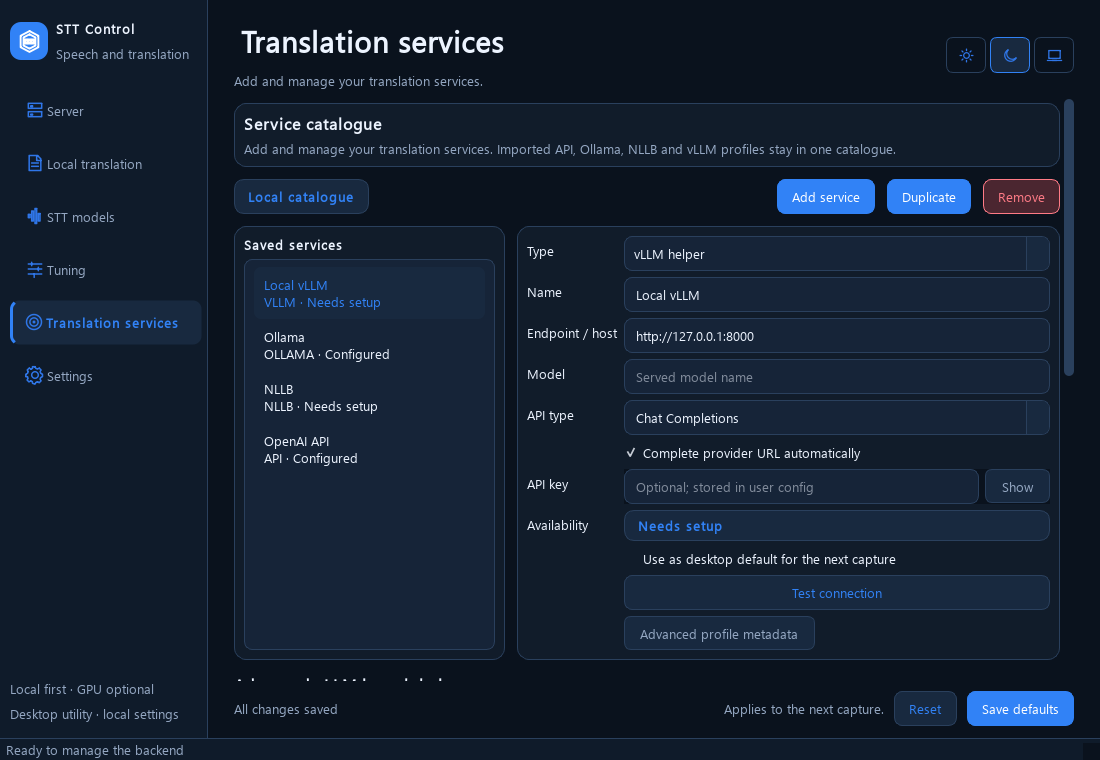 STT Control
Speech and translation
Server
Local translation
STT models
Tuning
Translation services
Settings
Local first · GPU optional
Desktop utility · local settings
Translation services
Add and manage your translation services.
Service catalogue
Add and manage your translation services. Imported API, Ollama, NLLB and vLLM profiles stay in one catalogue.
Local catalogue
Add service
Duplicate
Remove
Saved services
Local vLLM
VLLM · Needs setup
Ollama
OLLAMA · Configured
NLLB
NLLB · Needs setup
OpenAI API
API · Configured
Type
vLLM helper
Name
Local vLLM
Endpoint / host
http://127.0.0.1:8000
Model
Served model name
API type
Chat Completions
Complete provider URL automatically
API key
Optional; stored in user config
Show
Availability
Needs setup
Use as desktop default for the next capture
Test connection
Advanced profile metadata
All changes saved
Applies to the next capture.
Reset
Save defaults
Ready to manage the backend